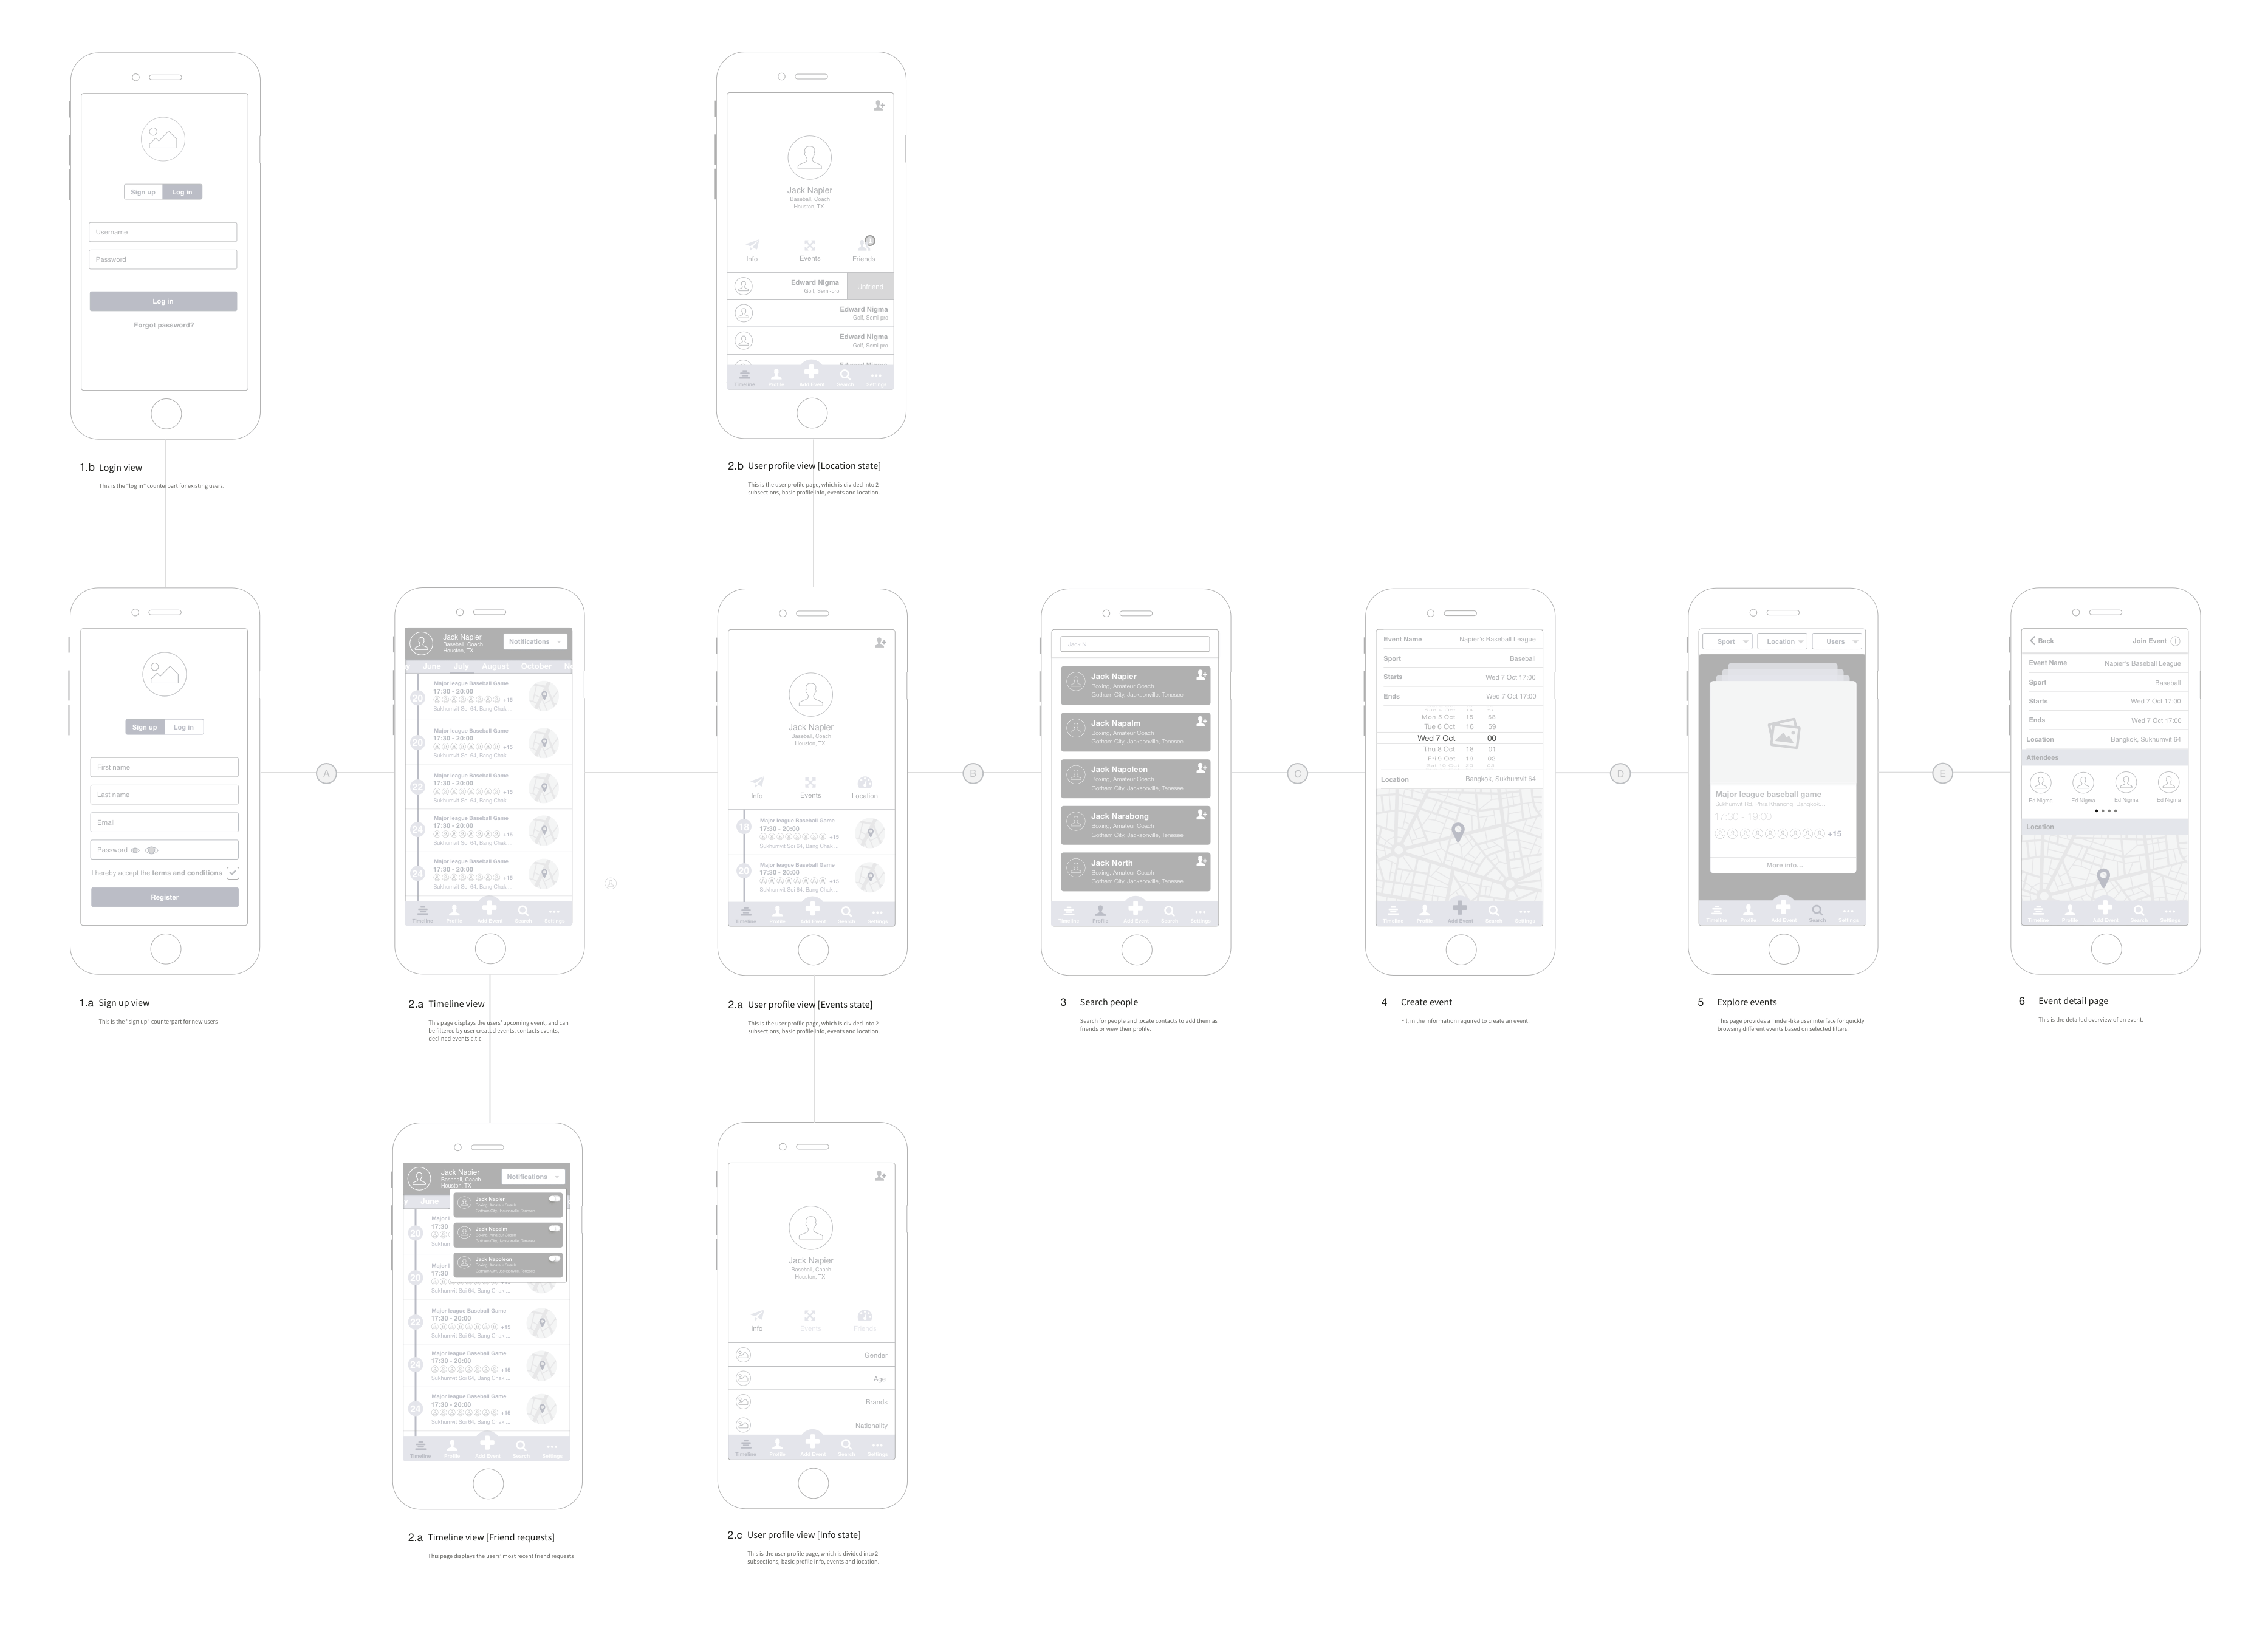 Sign up
Log in
Username
Password
Log In
Forgot password?
1.b Login view
This is the "log in" counterpart for existing users.
Jack Napier
Baseball, Coach
Houston, TX
Info
Events
Friends
Edward Nigma
Golf, Semi-pro
Unfriend
Edward Nigma
Golf, Semi-pro
Edward Nigma
Golf, Semi-pro
Edward Nigma
Timeline
Profile
Add Event
Search
Settings
2.b User profile view [Location state]
This is the user profile page, which is divided into 2
subsections, basic profile info, events and location.
Sign up
Log in
First name
Last name
Email
Password
I hereby accept the terms and conditions
Register
1.a Sign up view
This is the "sign up" counterpart for new users
A
Jack Napier
Baseball, Coach
Houston, TX
Notifications
June July August October
20
Major league Baseball Game
17:30 - 20:00
+15
Sukhumvit Soi 64, Bang Chak ...
20
Major league Baseball Game
17:30 - 20:00
+15
Sukhumvit Soi 64, Bang Chak ...
22
Major league Baseball Game
17:30 - 20:00
+15
Sukhumvit Soi 64, Bang Chak ...
24
Major league Baseball Game
17:30 - 20:00
+15
Sukhumvit Soi 64, Bang Chak ...
24
Major league Baseball Game
17:30 - 20:00
+15
Sukhumvit Soi 64, Bang Chak ...
Timeline
Profile
Add Event
Search
Settings
2.a Timeline view
This page displays the users' upcoming event, and can
be filtered by user created events, contacts events,
declined events e.t.c
Jack Napier
Baseball, Coach
Houston, TX
Info
Events
Location
18
Major league Baseball Game
17:30 - 20:00
+15
Sukhumvit Soi 64, Bang Chak ...
20
Major league Baseball Game
17:30 - 20:00
+15
Sukhumvit Soi 64, Bang Chak ...
Timeline
Profile
Add Event
Search
Settings
2.a User profile view [Events state]
This is the user profile page, which is divided into 2
subsections, basic profile info, events and location.
B
Jack N
Jack Napier
Boxing, Amateur Coach
Gotham City, Jacksonville, Tenesee
Jack Napalm
Boxing, Amateur Coach
Gotham City, Jacksonville, Tenesee
Jack Napoleon
Boxing, Amateur Coach
Gotham City, Jacksonville, Tenesee
Jack Narabong
Boxing, Amateur Coach
Gotham City, Jacksonville, Tenesee
Jack North
Boxing, Amateur Coach
Gotham City, Jacksonville, Tenesee
Timeline
Profile
Add Event
Search
Settings
3 Search people
Search for people and locate contacts to add them as
friends or view their profile.
C
Event Name Napier's Baseball League
Sport Baseball
Starts Wed 7 Oct 17:00
Ends Wed 7 Oct 17:00
Mon 5 Oct 15 58
Tue 6 Oct 16 59
Wed 7 Oct 00
Thu 8 Oct 18 01
Fri 9 Oct 19 02
Location Bangkok, Sukhumvit 64
Timeline
Profile
Add Event
Search
Settings
4 Create event
Fill in the information required to create an event.
D
Sport
Location
Users
Major league baseball game
Sukhumvit Rd, Phra Khanong, Bangkok...
17:30 - 19:00
+15
More Info...
Timeline
Profile
Add Event
Search
Settings
5 Explore events
This page provides a Tinder-like user interface for quickly
browsing different events based on selected filters.
E
Back
Join Event
Event Name Napier's Baseball League
Sport Baseball
Starts Wed 7 Oct 17:00
Ends Wed 7 Oct 17:00
Location Bangkok, Sukhumvit 64
Attendees
Ed Nigma Ed Nigma Ed Nigma Ed Nigma
Location
Timeline
Profile
Add Event
Search
Settings
6 Event detail page
This is the detailed overview of an event.
Jack Napier
Baseball, Coach
Houston, TX
Notifications
June
Jack Napier
Boxing, Amateur Coach
Gotham City, Jacksonville, Tenesee
Jack Napalm
Boxing, Amateur Coach
Gotham City, Jacksonville, Tenesee
Jack Napoleon
Boxing, Amateur Coach
Gotham City, Jacksonville, Tenesee
20
Major
17:30
Sukhum
20
Major
17:30
Sukhumvit Soi 64, Bang Chak ...
22
Major league Baseball Game
17:30 - 20:00
+15
Sukhumvit Soi 64, Bang Chak ...
24
Major league Baseball Game
17:30 - 20:00
+15
Sukhumvit Soi 64, Bang Chak ...
24
Major league Baseball Game
17:30 - 20:00
+15
Sukhumvit Soi 64, Bang Chak ...
Timeline
Profile
Add Event
Search
Settings
2.a Timeline view [Friend requests]
This page displays the users' most recent friend requests
Jack Napier
Baseball, Coach
Houston, TX
Info
Events
Friends
Gender
Age
Brands
Nationality
Timeline
Profile
Add Event
Search
Settings
2.c User profile view [Info state]
This is the user profile page, which is divided into 2
subsections, basic profile info, events and location.